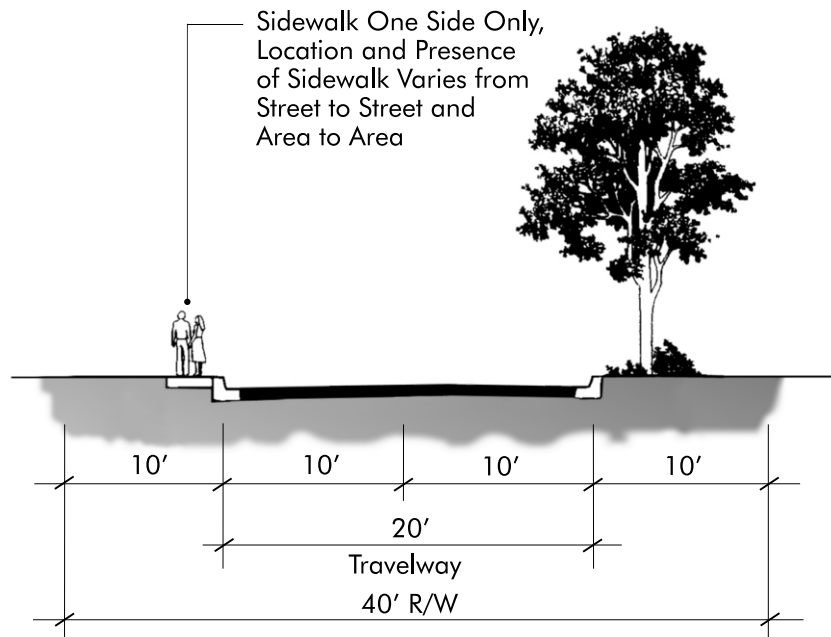 Sidewalk One Side Only,
Location and Presence
of Sidewalk Varies from
Street to Street and
Area to Area
10’ 10’ 10’ 10’
20’
Travelway
40’ R/W